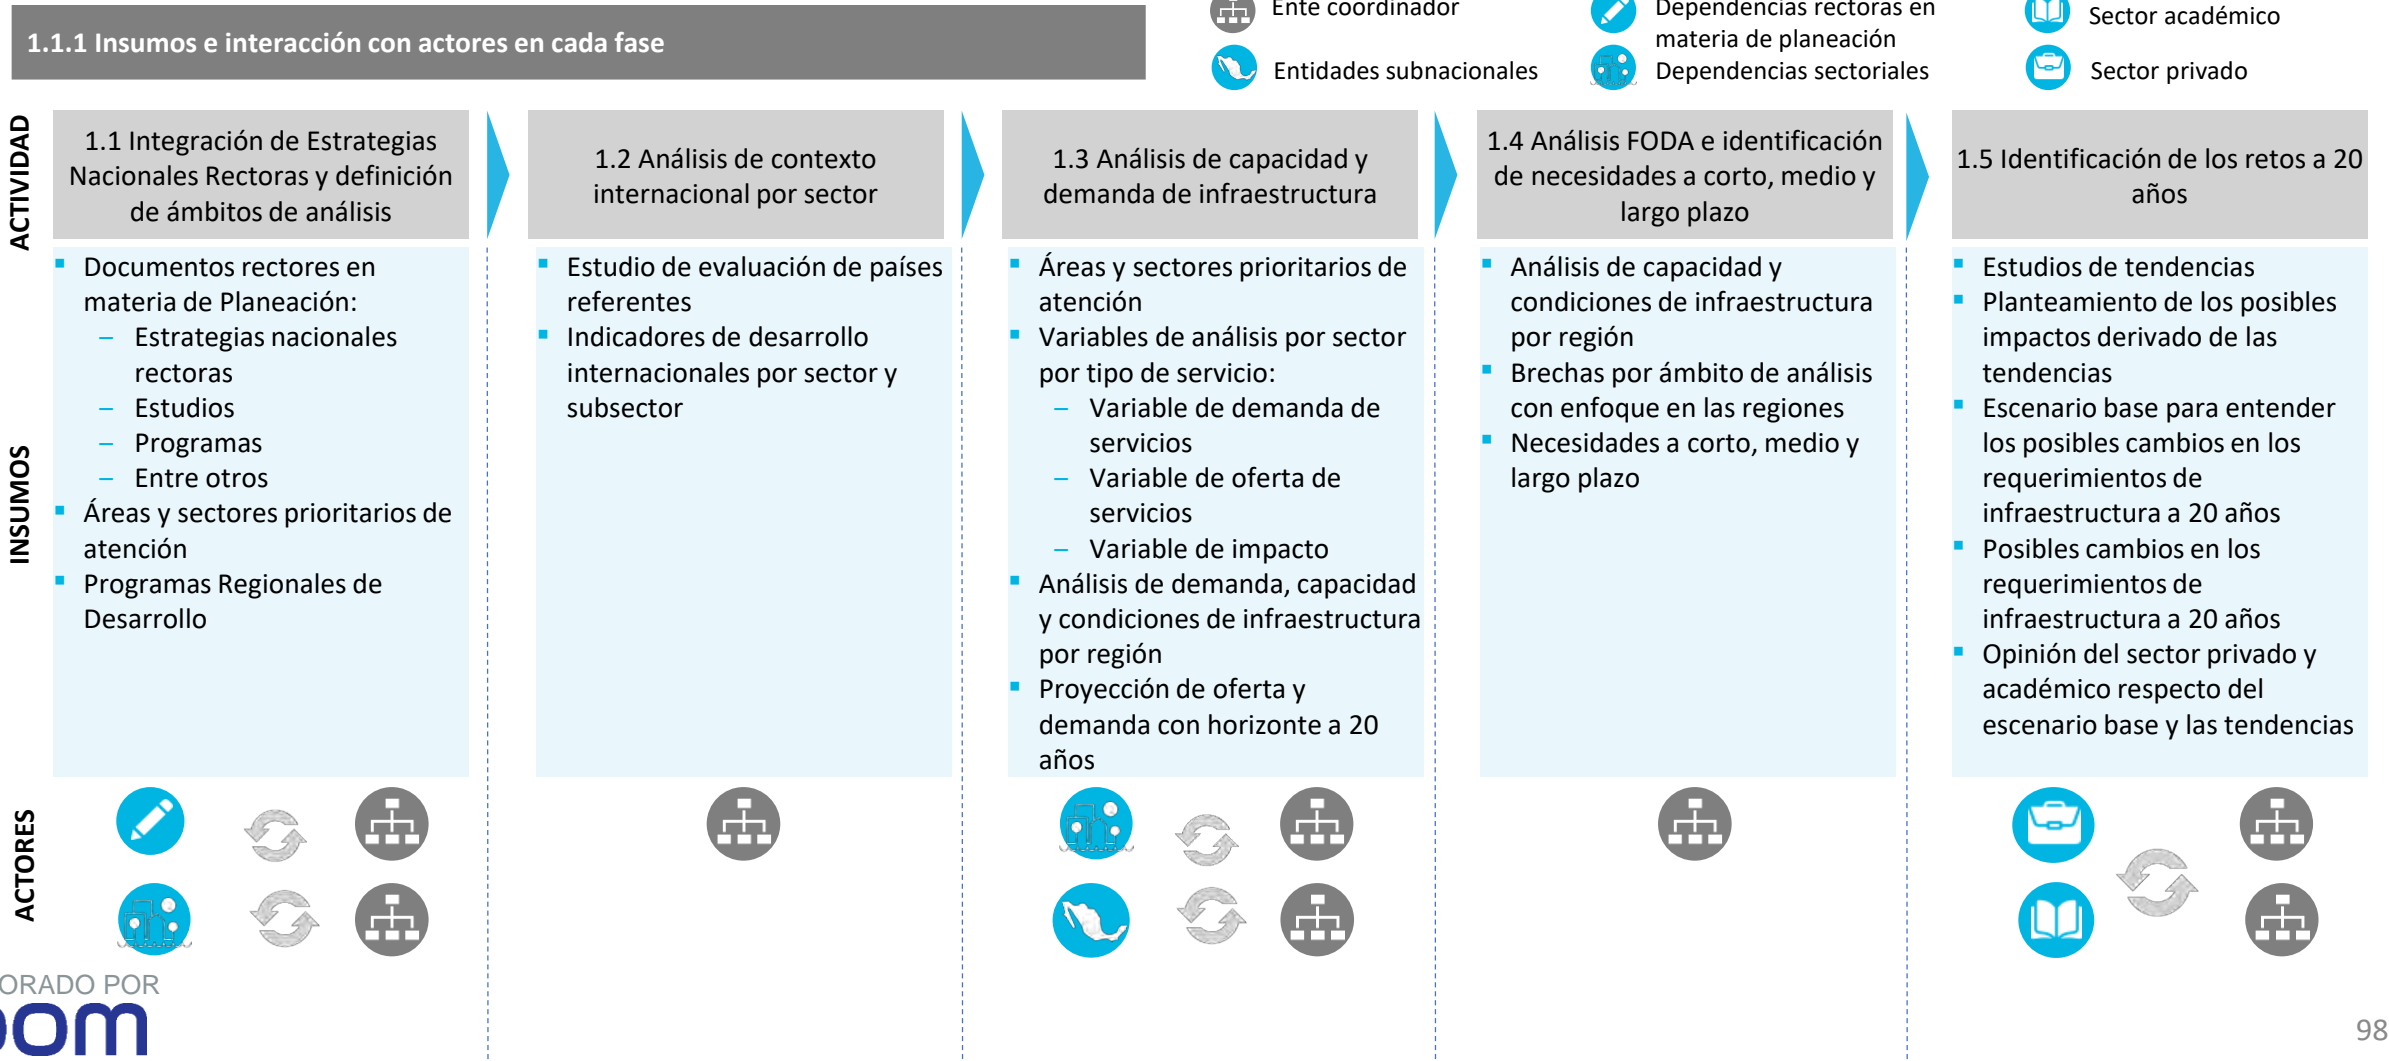 1.1.1 Insumos e interacción con actores en cada fase
Ente coordinador
Entidades subnacionales
Dependencias rectoras en
materia de planeación
Dependencias sectoriales
Sector académico
Sector privado
ACTIVIDAD
1.1 Integración de Estrategias
Nacionales Rectoras y definición
de ámbitos de análisis
1.2 Análisis de contexto
internacional por sector
1.3 Análisis de capacidad y
demanda de infraestructura
1.4 Análisis FODA e identificación
de necesidades a corto, medio y
largo plazo
1.5 Identificación de los retos a 20
años
INSUMOS
▪ Documentos rectores en
materia de Planeación:
– Estrategias nacionales
rectoras
– Estudios
– Programas
– Entre otros
▪ Áreas y sectores prioritarios de
atención
▪ Programas Regionales de
Desarrollo
▪ Estudio de evaluación de países
referentes
▪ Indicadores de desarrollo
internacionales por sector y
subsector
▪ Áreas y sectores prioritarios de
atención
▪ Variables de análisis por sector
por tipo de servicio:
– Variable de demanda de
servicios
– Variable de oferta de
servicios
– Variable de impacto
▪ Análisis de demanda, capacidad
y condiciones de infraestructura
por región
▪ Proyección de oferta y
demanda con horizonte a 20
años
▪ Análisis de capacidad y
condiciones de infraestructura
por región
▪ Brechas por ámbito de análisis
con enfoque en las regiones
▪ Necesidades a corto, medio y
largo plazo
▪ Estudios de tendencias
▪ Planteamiento de los posibles
impactos derivado de las
tendencias
▪ Escenario base para entender
los posibles cambios en los
requerimientos de
infraestructura a 20 años
▪ Posibles cambios en los
requerimientos de
infraestructura a 20 años
▪ Opinión del sector privado y
académico respecto del
escenario base y las tendencias
ACTORES
ORADO POR
om
98